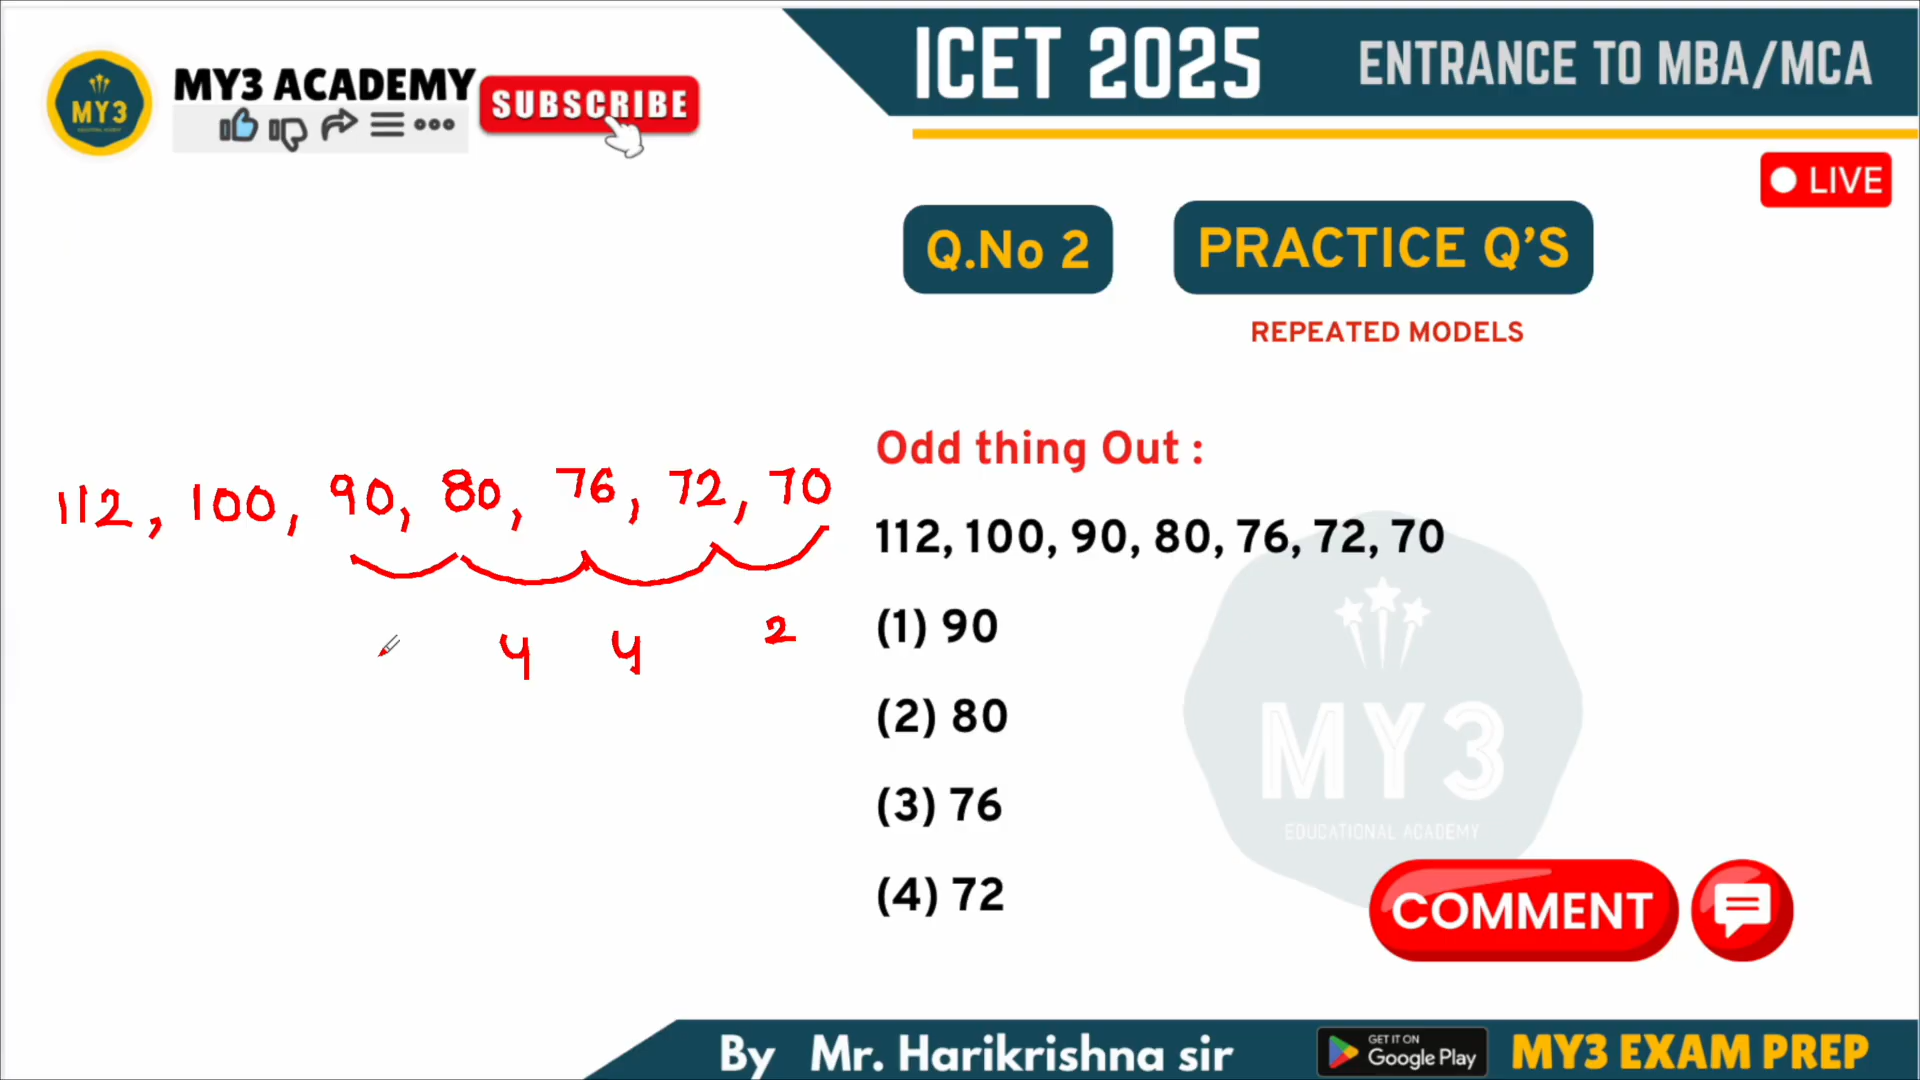 ICET 2025
ENTRANCE TO MBA/MCA
MY3
MY3 ACADEMY
SUBSCRIBE
LIVE
Q.No 2
PRACTICE Q'S
REPEATED MODELS
112, 100, 90, 80, 76, 72, 70
4 4 2
Odd thing Out :
112, 100, 90, 80, 76, 72, 70
(1) 90
(2) 80
(3) 76
(4) 72
MY3
EDUCATIONAL ACADEMY
COMMENT
By Mr. Harikrishna sir
GET IT ON
Google Play
MY3 EXAM PREP